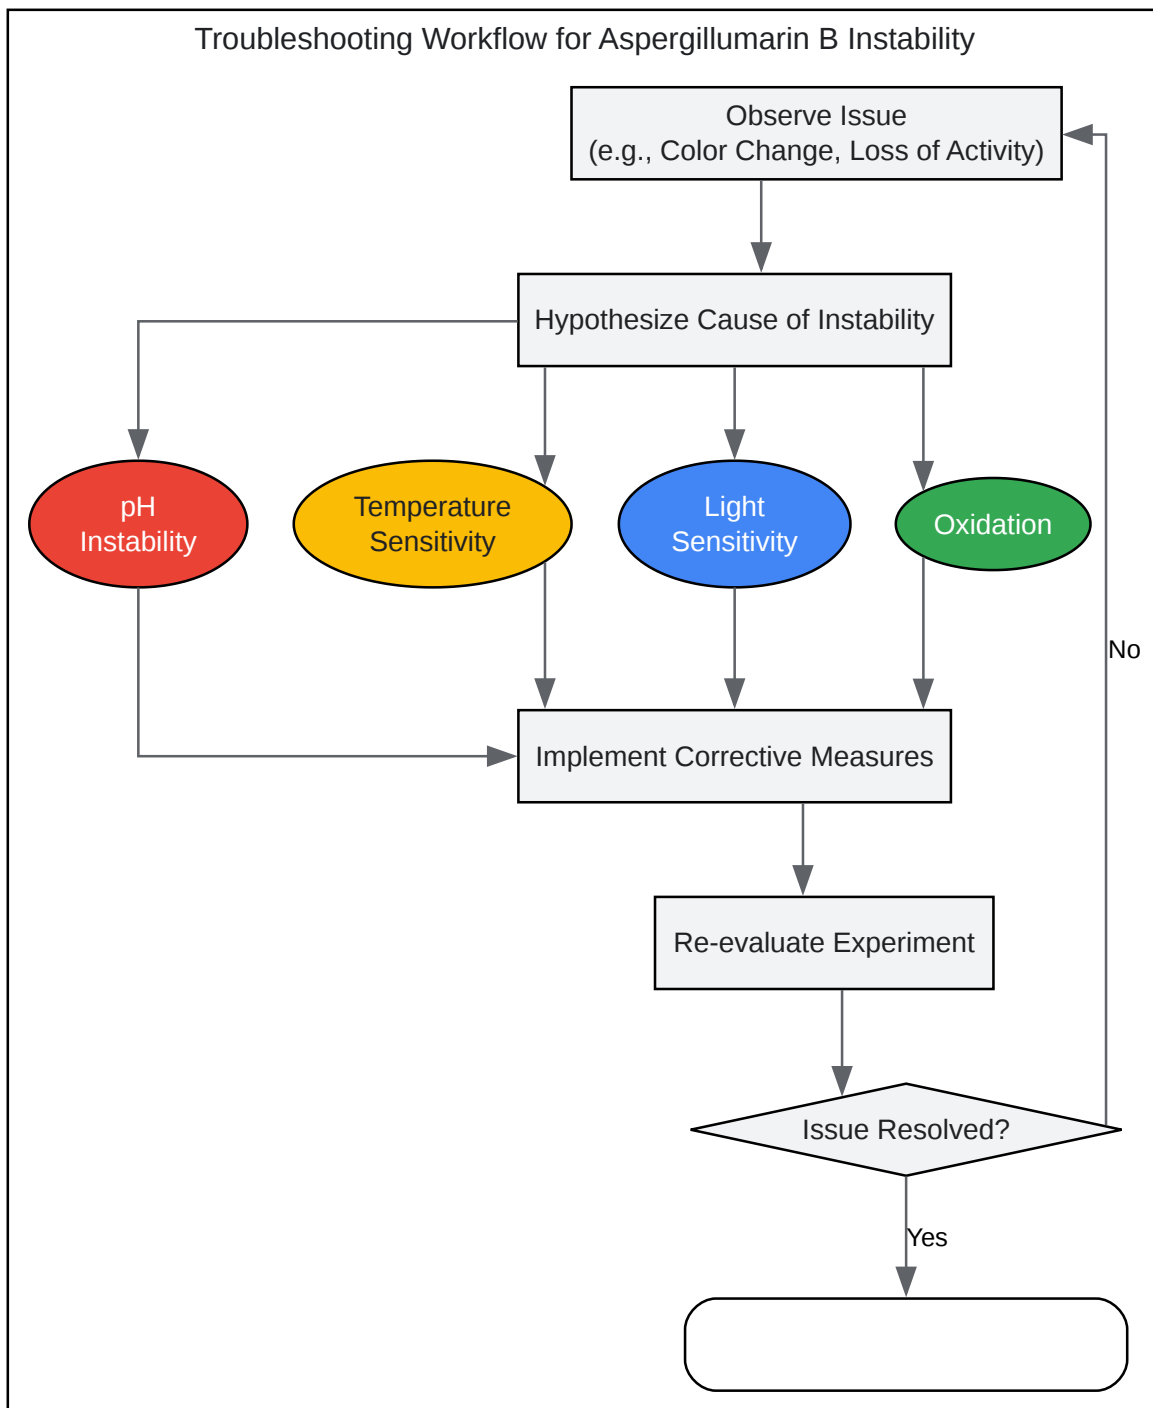 Troubleshooting Workflow for Aspergillumarin B Instability
Observe Issue
(e.g., Color Change, Loss of Activity)
Hypothesize Cause of Instability
pH
Instability
Temperature
Sensitivity
Light
Sensitivity
Oxidation
No
Implement Corrective Measures
Re-evaluate Experiment
Issue Resolved?
Yes